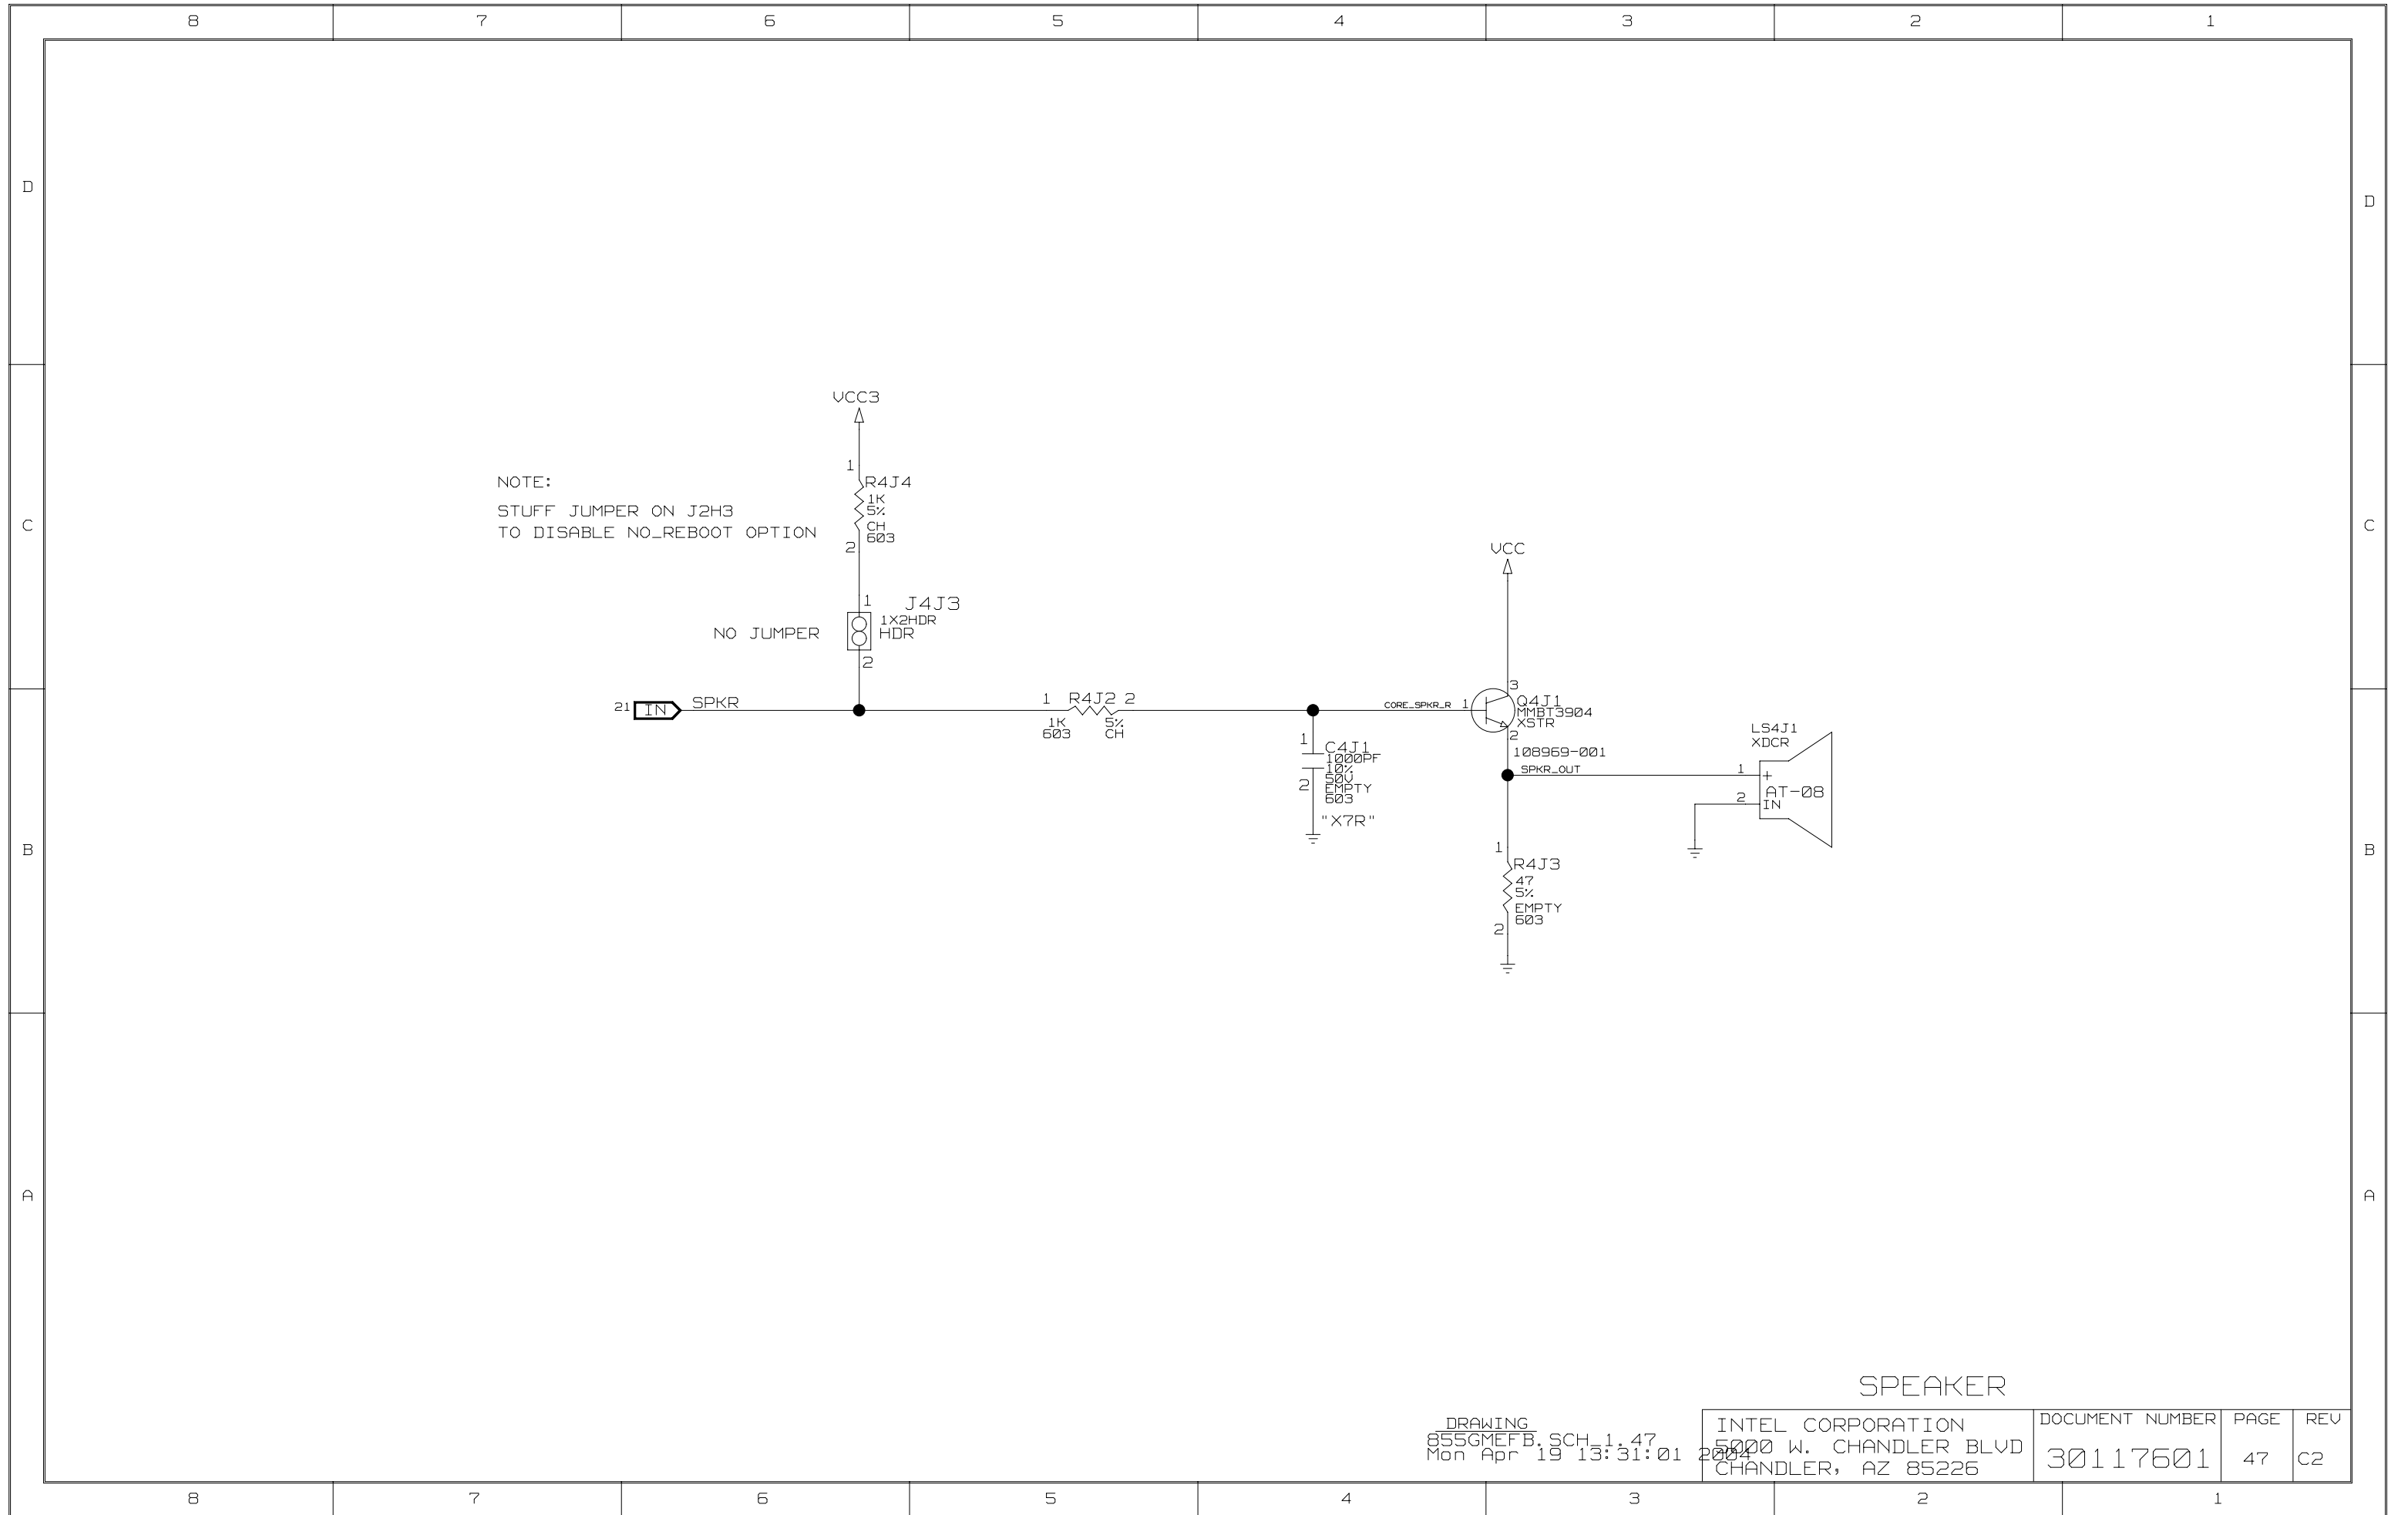 8 7 6 5 4 3 2 1
D
D
VCC3
1
R4J4
1K
5%
CH
603
2
NOTE:
STUFF JUMPER ON J2H3
TO DISABLE NO_REBOOT OPTION
C
C
VCC
1
J4J3
1X2HDR
HDR
NO JUMPER
2
21 IN SPKR
1 R4J2 2
1K 5%
603 CH
CORE_SPKR_R 1
3
Q4J1
MMBT3904
XSTR
2
108969-001
SPKR_OUT
1
C4J1
1000PF
10%
50V
EMPTY
603
2
"X7R"
LS4J1
XDCR
1 +
AT-08
2 IN
B
B
1
R4J3
47
5%
EMPTY
603
2
A
A
SPEAKER
DRAWING
855GMEFB.SCH_1.47
Mon Apr 19 13:31:01 2004
INTEL CORPORATION
5000 W. CHANDLER BLVD
CHANDLER, AZ 85226
DOCUMENT NUMBER
30117601
PAGE
47
REV
C2
8 7 6 5 4 3 2 1